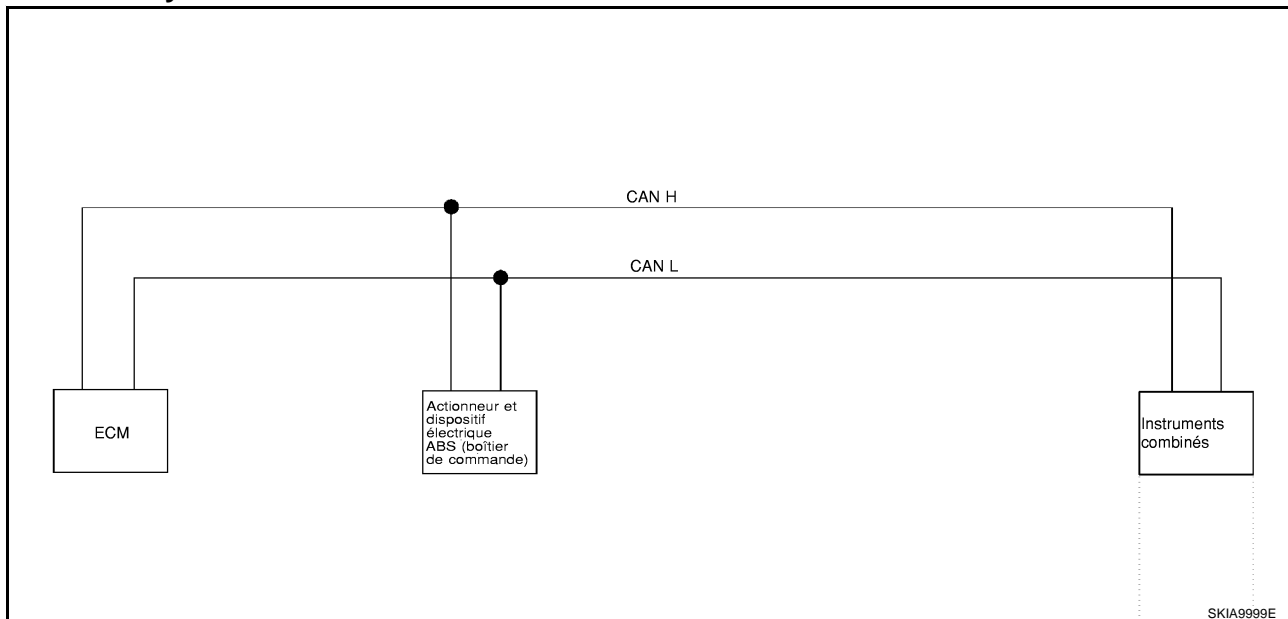 CAN H
CAN L
ECM
Actionneur et
dispositif
électrique
ABS (boîtier
de commande)
Instruments
combinés
SKIA9999E